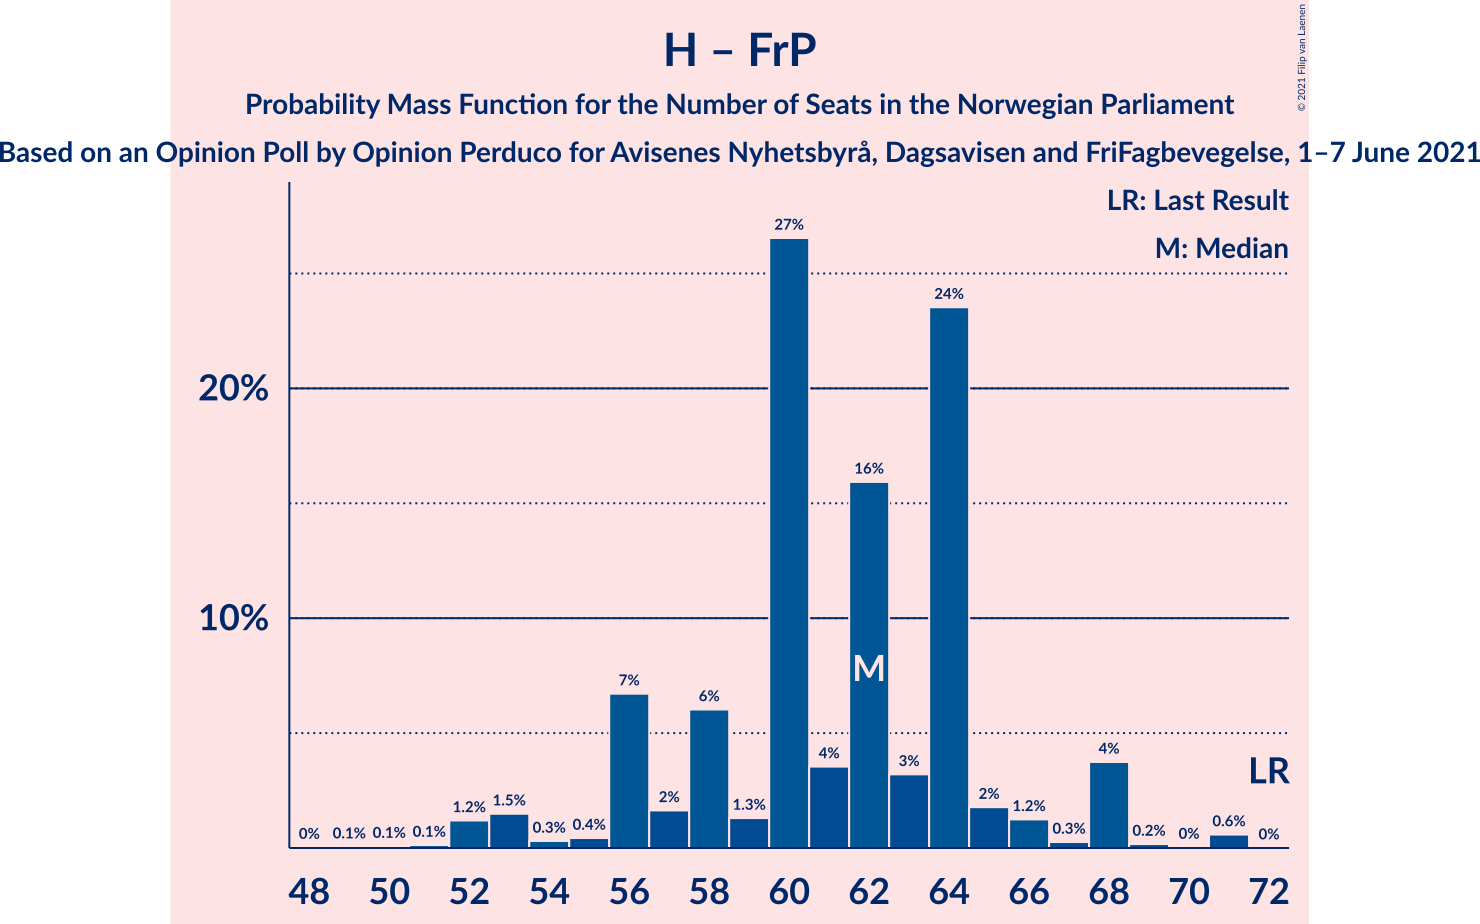 H – FrP
Probability Mass Function for the Number of Seats in the Norwegian Parliament
Based on an Opinion Poll by Opinion Perduco for Avisenes Nyhetsbyrå, Dagsavisen and FriFagbevegelse, 1–7 June 2021
© 2021 Filip van Laenen
LR: Last Result
M: Median
27%
24%
20%
16%
10%
M
7%
6%
4%
4%
3%
LR
2%
2%
1.5%
1.2%
1.3%
1.2%
0% 0.1% 0.1% 0.1% 0.3% 0.4% 0.3% 0.2% 0% 0.6% 0%
48 50 52 54 56 58 60 62 64 66 68 70 72